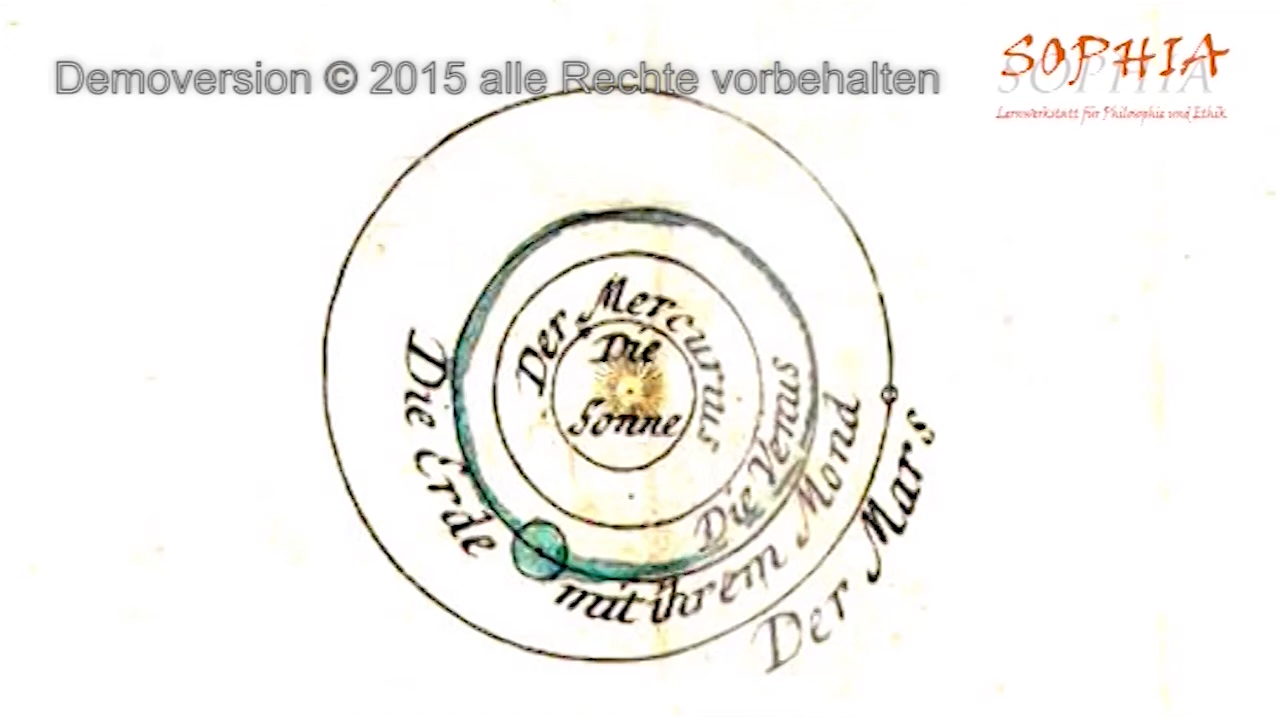 Demoversion © 2015 alle Rechte vorbehalten
SOPHIA
Lernwerkstatt für Philosophie und Ethik
Der Mercurus
Die
Sonne
Die Venus
Die Erde
mit ihrem Mond
Der Mars